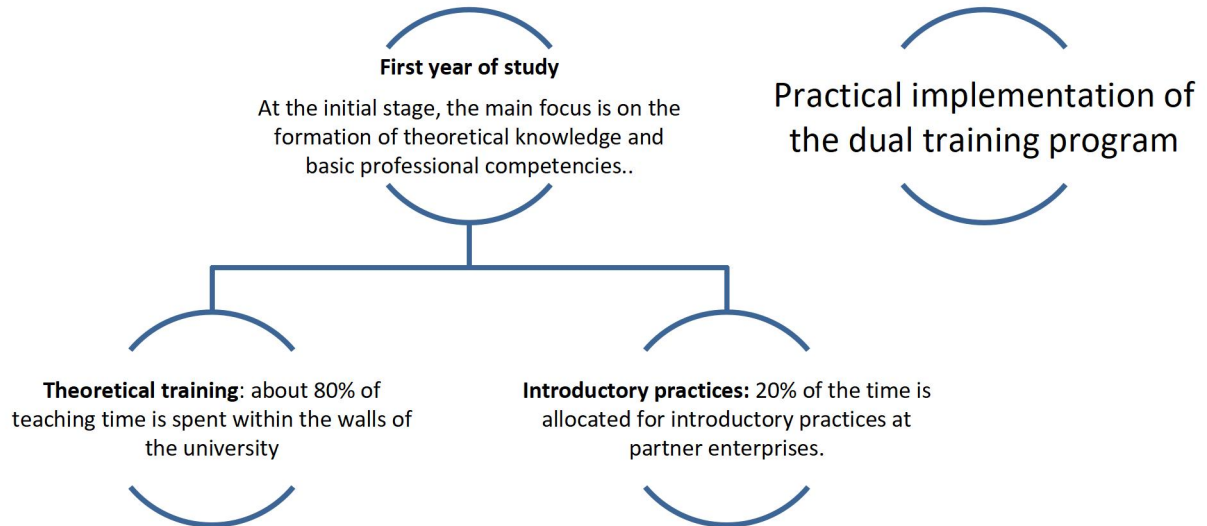 First year of study
At the initial stage, the main focus is on the
formation of theoretical knowledge and
basic professional competencies..
Practical implementation of
the dual training program
Theoretical training: about 80% of
teaching time is spent within the walls of
the university
Introductory practices: 20% of the time is
allocated for introductory practices at
partner enterprises.